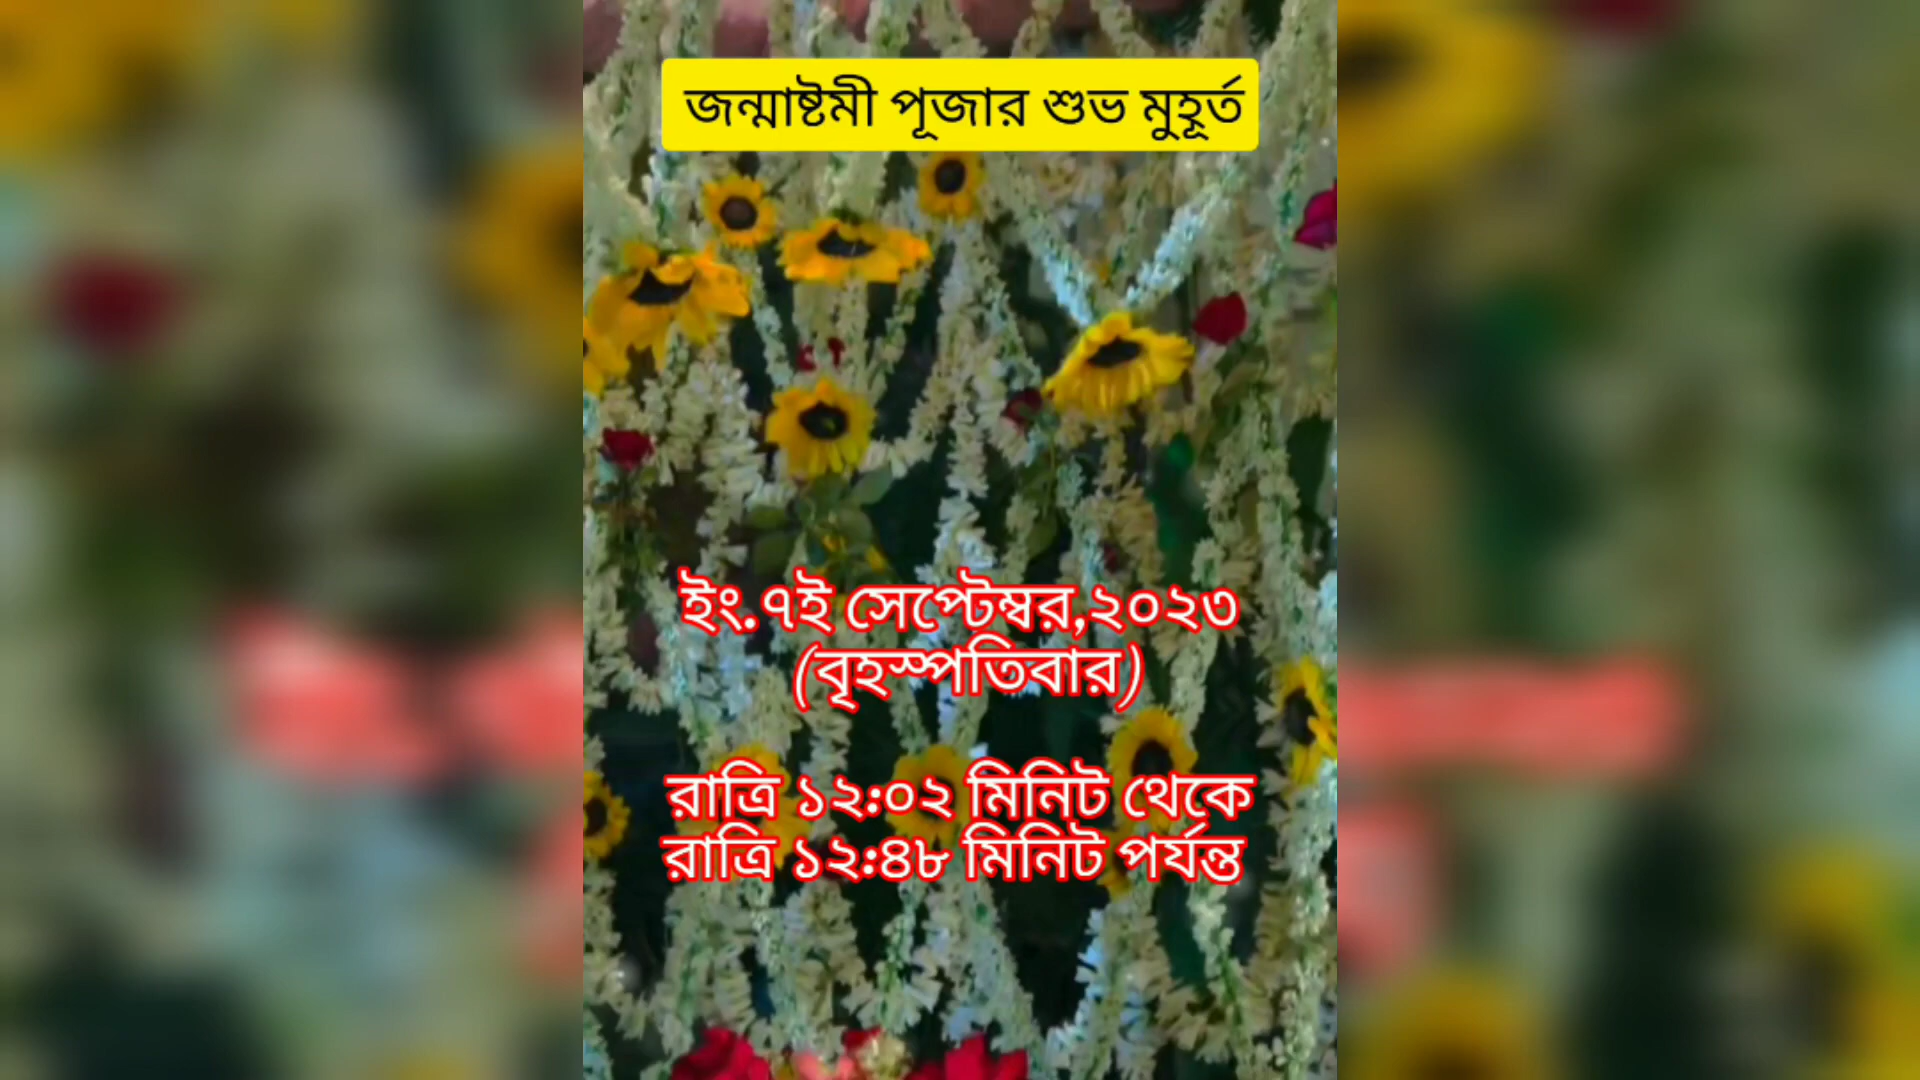 জন্মাষ্টমী পূজার শুভ মুহূর্ত
ইং.৭ই সেপ্টেম্বর,২০২৩
(বৃহস্পতিবার)
রাত্রি ১২:০২ মিনিট থেকে
রাত্রি ১২:৪৮ মিনিট পর্যন্ত